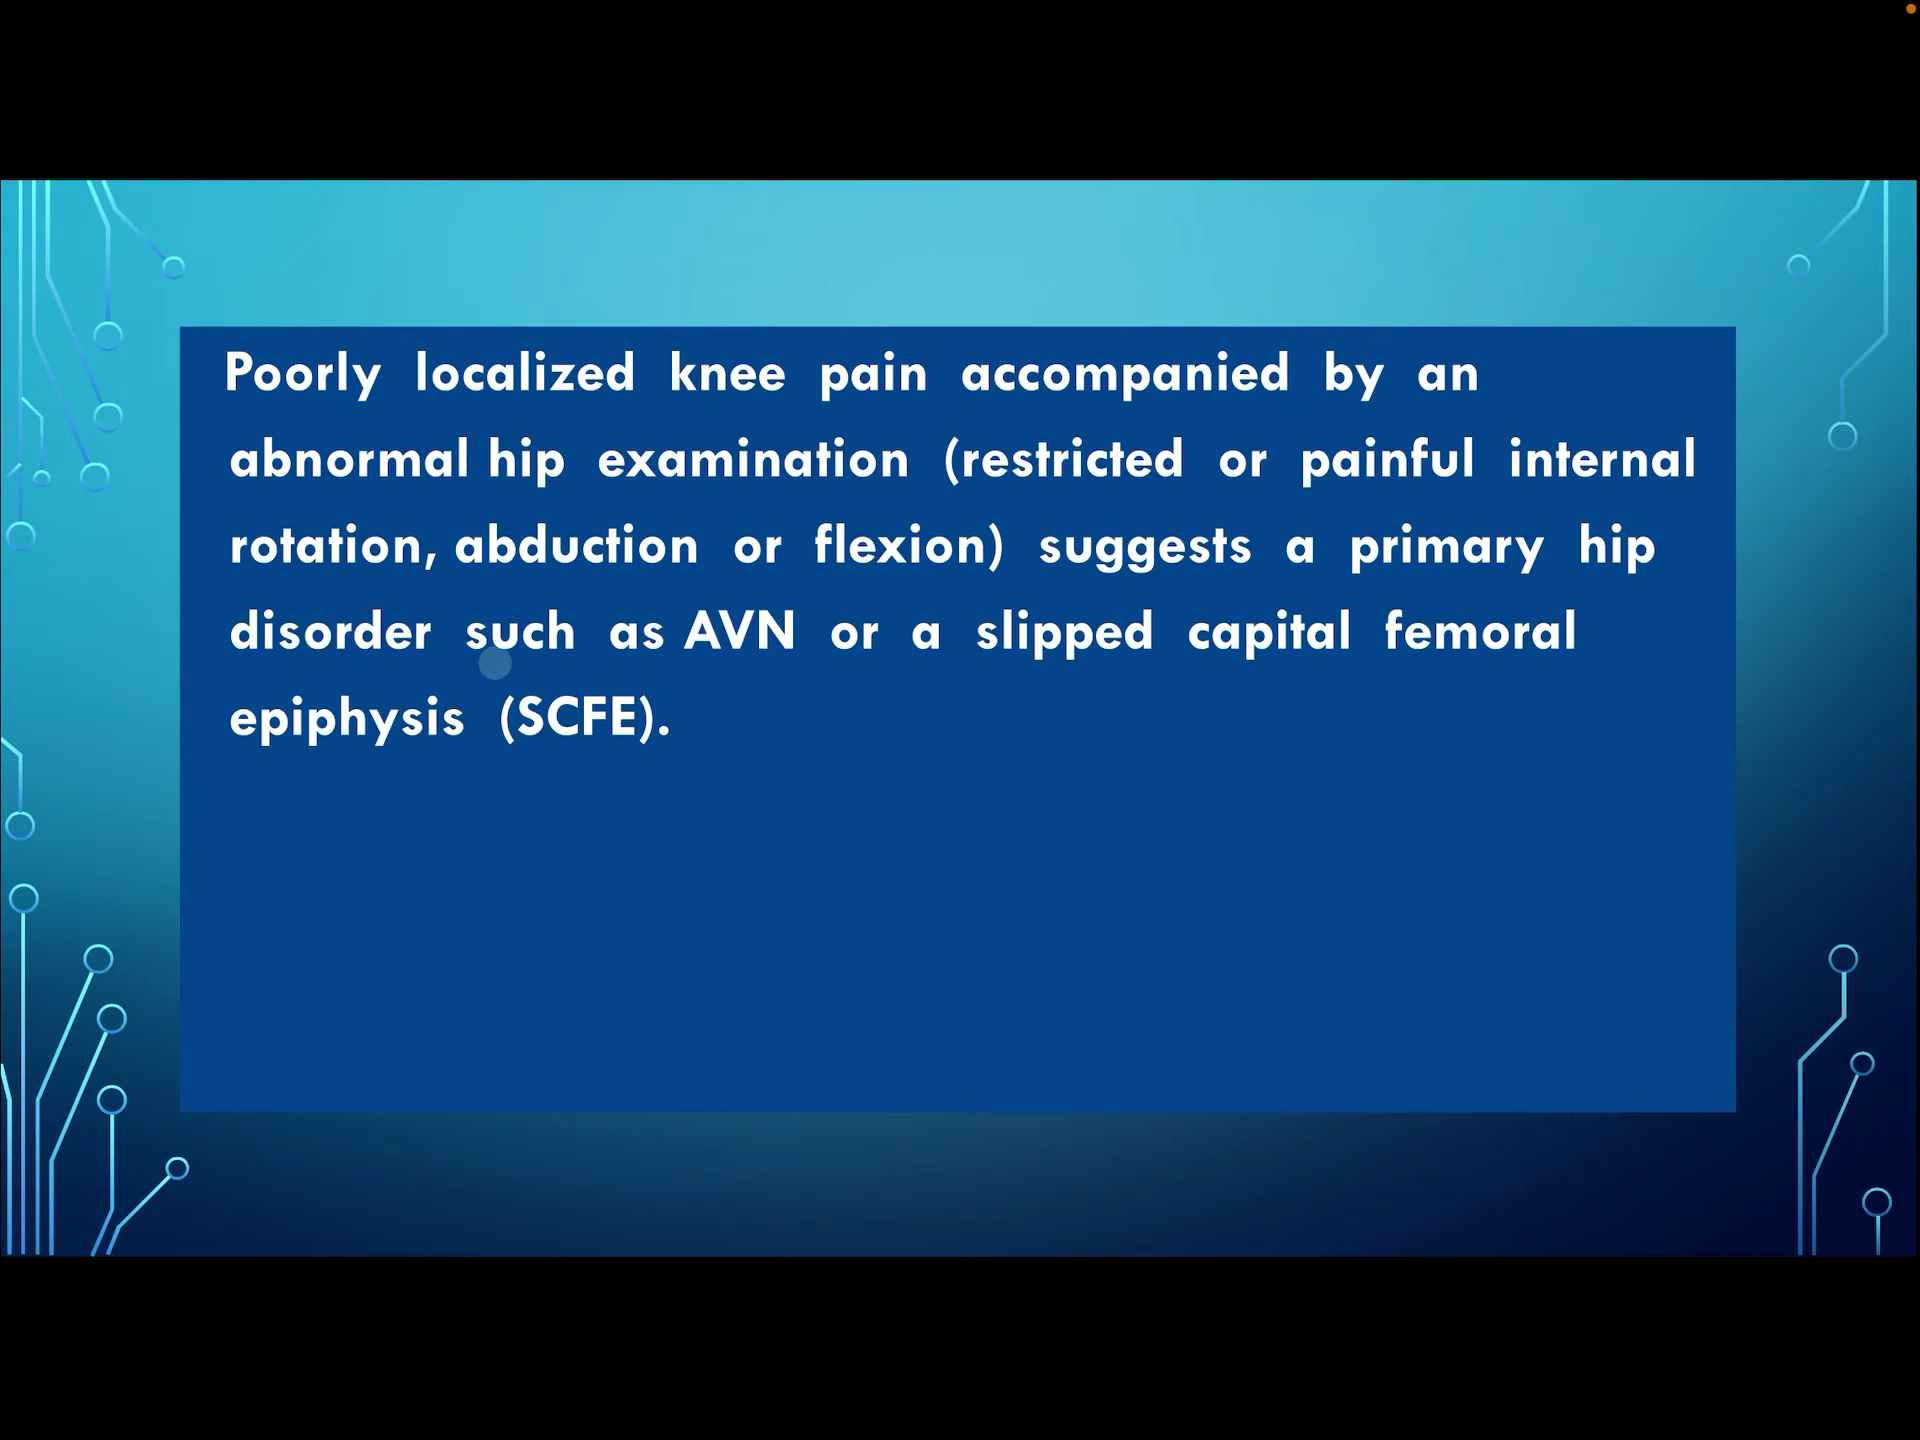 Poorly localized knee pain accompanied by an
abnormal hip examination (restricted or painful internal
rotation, abduction or flexion) suggests a primary hip
disorder such as AVN or a slipped capital femoral
epiphysis (SCFE).